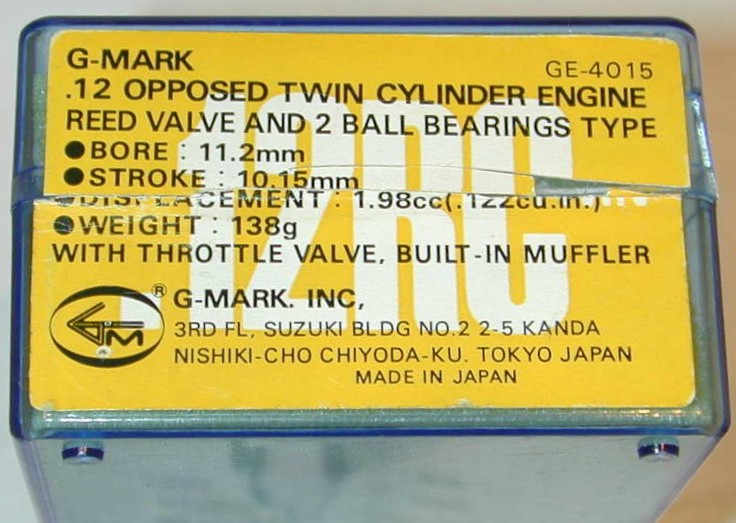 G-MARK
GE-4015
.12 OPPOSED TWIN CYLINDER ENGINE
REED VALVE AND 2 BALL BEARINGS TYPE
●BORE : 11.2mm
●STROKE : 10.15mm
●DISPLACEMENT : 1.98cc(.122cu.in.)
●WEIGHT : 138g
WITH THROTTLE VALVE, BUILT-IN MUFFLER
.12RC
GM ®
G-MARK. INC,
3RD FL, SUZUKI BLDG NO.2 2-5 KANDA
NISHIKI-CHO CHIYODA-KU. TOKYO JAPAN
MADE IN JAPAN